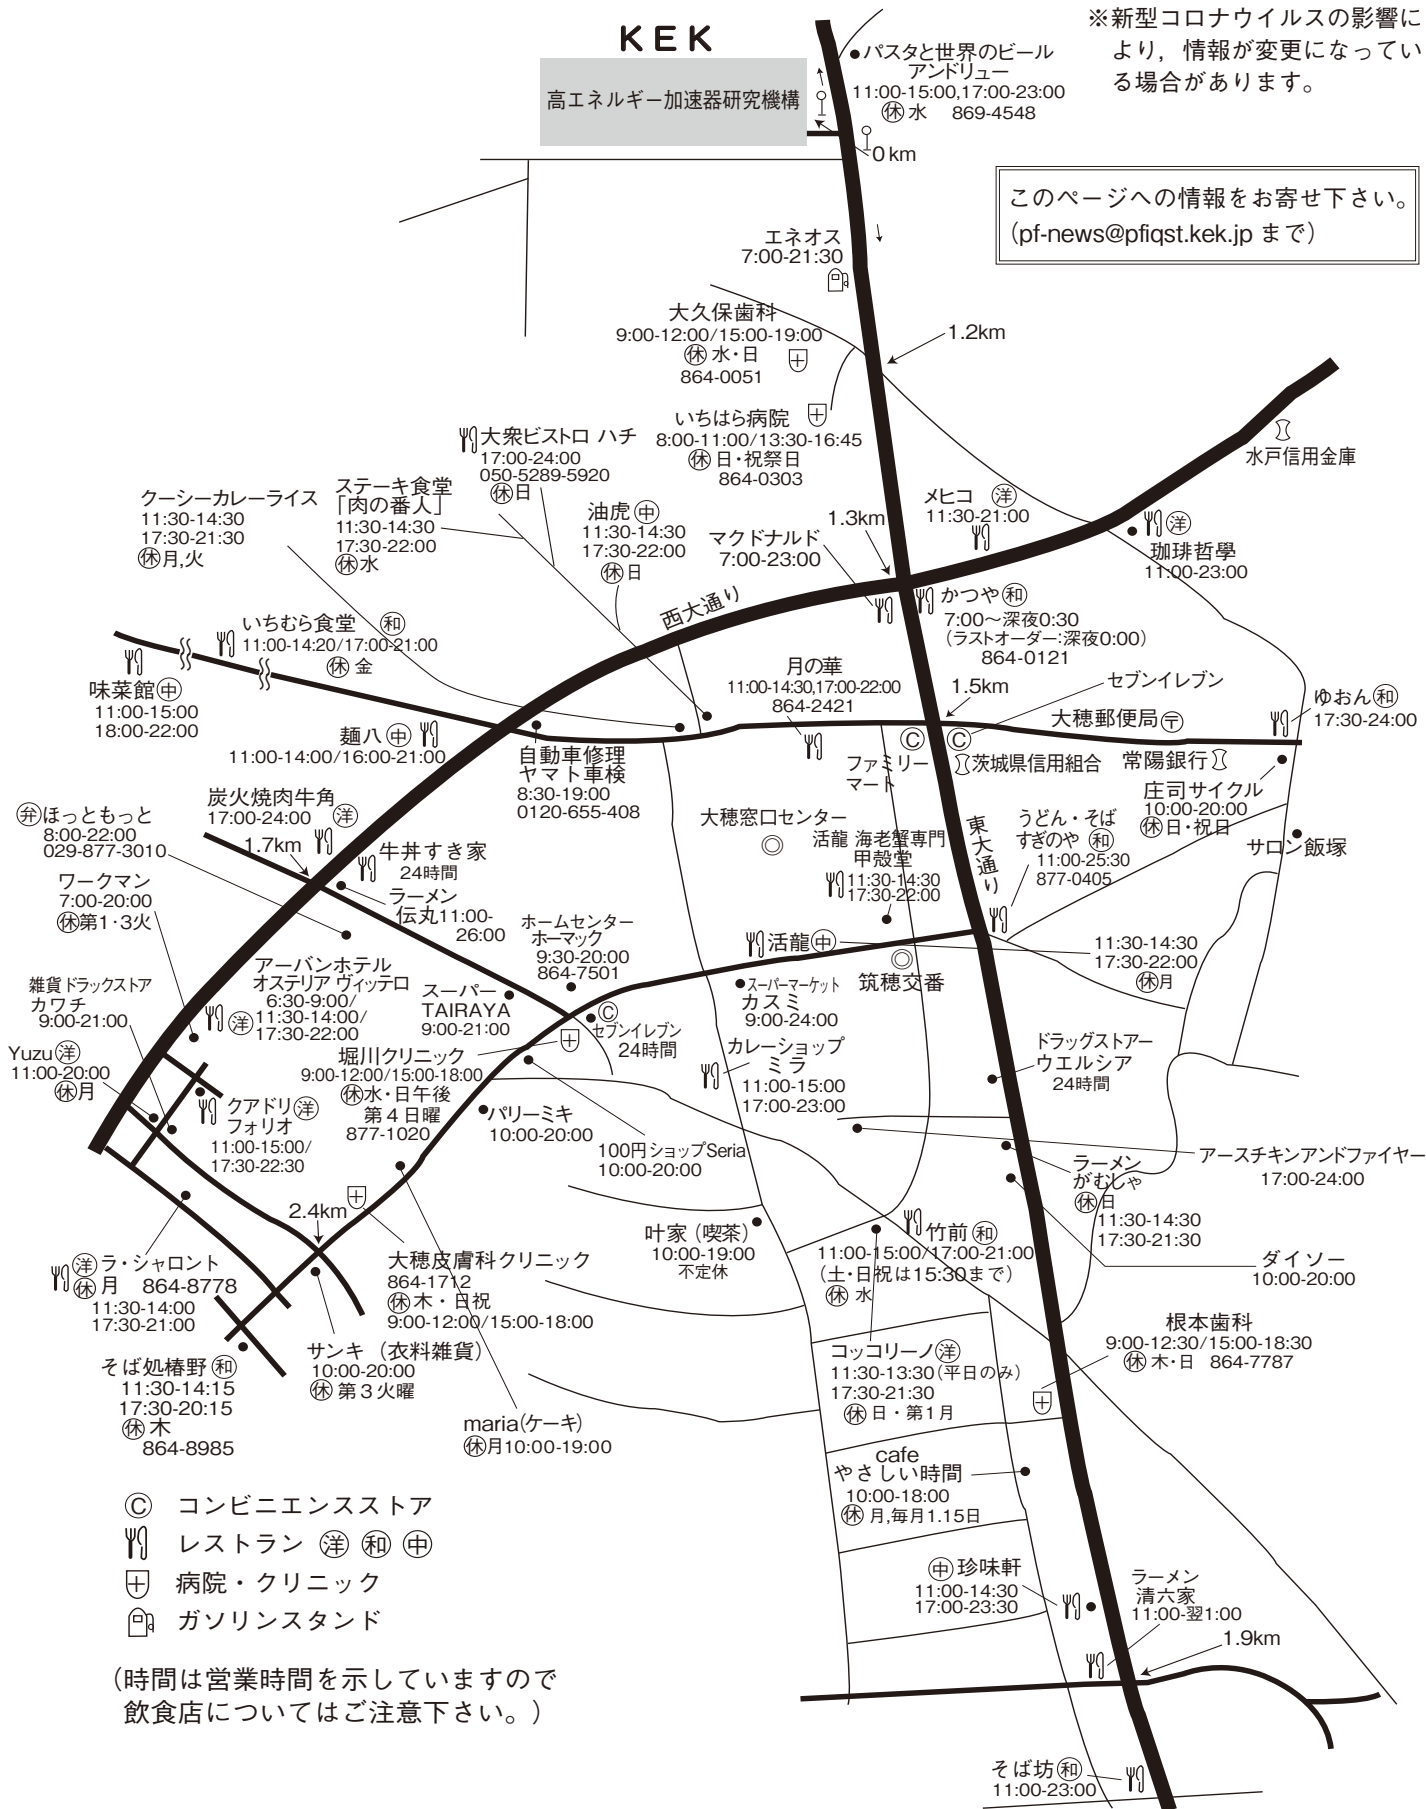 KEK
高エネルギー加速器研究機構
※新型コロナウイルスの影響に
より，情報が変更になってい
る場合があります。
パスタと世界のビール
アンドリュー
11:00-15:00,17:00-23:00
㊡水 869-4548
0 km
このページへの情報をお寄せ下さい。
(pf-news@pfiqst.kek.jp まで)
エネオス
7:00-21:30
大久保歯科
9:00-12:00/15:00-19:00
㊡ 水・日
864-0051
1.2km
いちはら病院
8:00-11:00/13:30-16:45
㊡ 日・祝祭日
864-0303
水戸信用金庫
大衆ビストロ ハチ
17:00-24:00
050-5289-5920
㊡日
ステーキ食堂
「肉の番人」
11:30-14:30
17:30-22:00
㊡水
クーシーカレーライス
11:30-14:30
17:30-21:30
㊡月,火
油虎㊥
11:30-14:30
17:30-22:00
㊡日
1.3km
マクドナルド
7:00-23:00
メヒコ 洋
11:30-21:00
洋
珈琲哲學
11:00-23:00
西大通り
かつや和
7:00〜深夜0:30
(ラストオーダー:深夜0:00)
864-0121
いちむら食堂 和
11:00-14:20/17:00-21:00
㊡ 金
味菜館㊥
11:00-15:00
18:00-22:00
月の華
11:00-14:30,17:00-22:00
864-2421
1.5km
セブンイレブン
大穂郵便局〒
ゆおん和
17:30-24:00
麺八㊥
11:00-14:00/16:00-21:00
自動車修理
ヤマト車検
8:30-19:00
0120-655-408
Ⓒ
Ⓒ
ファミリー
マート
茨城県信用組合
常陽銀行
庄司サイクル
10:00-20:00
㊡日・祝日
サロン飯塚
炭火焼肉牛角
17:00-24:00 洋
1.7km
弁ほっともっと
8:00-22:00
029-877-3010
牛丼すき家
24時間
ラーメン
伝丸11:00-
26:00
大穂窓口センター
◎
活龍 海老蟹専門
甲殻堂
11:30-14:30
17:30-22:00
東大通り
うどん・そば
すぎのや 和
11:00-25:30
877-0405
ワークマン
7:00-20:00
㊡第1・3火
ホームセンター
ホーマック
9:30-20:00
864-7501
活龍㊥
11:30-14:30
17:30-22:00
㊡月
◎
筑穂交番
雑貨 ドラックストア
カワチ
9:00-21:00
アーバンホテル
オステリア ヴィッテロ
6:30-9:00/
11:30-14:00/
17:30-22:00
洋
スーパー
TAIRAYA
9:00-21:00
スーパーマーケット
カスミ
9:00-24:00
Ⓒ
セブンイレブン
24時間
Yuzu洋
11:00-20:00
㊡月
堀川クリニック
9:00-12:00/15:00-18:00
㊡水・日午後
第４日曜
877-1020
カレーショップ
ミラ
11:00-15:00
17:00-23:00
ドラッグストアー
ウエルシア
24時間
クアドリ洋
フォリオ
11:00-15:00/
17:30-22:30
パリーミキ
10:00-20:00
100円ショップSeria
10:00-20:00
アースチキンアンドファイヤー
17:00-24:00
ラーメン
がむしゃ
㊡日
11:30-14:30
17:30-21:30
2.4km
叶家 (喫茶)
10:00-19:00
不定休
竹前和
11:00-15:00/17:00-21:00
(土・日祝は15:30まで)
㊡ 水
ダイソー
10:00-20:00
洋ラ・シャロント
㊡月 864-8778
11:30-14:00
17:30-21:00
大穂皮膚科クリニック
864-1712
㊡木・日祝
9:00-12:00/15:00-18:00
根本歯科
9:00-12:30/15:00-18:30
㊡ 木・日 864-7787
そば処椿野和
11:30-14:15
17:30-20:15
㊡木
864-8985
サンキ (衣料雑貨)
10:00-20:00
㊡ 第３火曜
コッコリーノ洋
11:30-13:30(平日のみ)
17:30-21:30
㊡ 日・第１月
maria(ケーキ)
㊡月10:00-19:00
cafe
やさしい時間
10:00-18:00
㊡ 月,毎月1.15日
Ⓒ コンビニエンスストア
レストラン 洋 和 ㊥
病院・クリニック
ガソリンスタンド
㊥珍味軒
11:00-14:30
17:00-23:30
ラーメン
清六家
11:00-翌1:00
1.9km
(時間は営業時間を示していますので
飲食店についてはご注意下さい。)
そば坊和
11:00-23:00